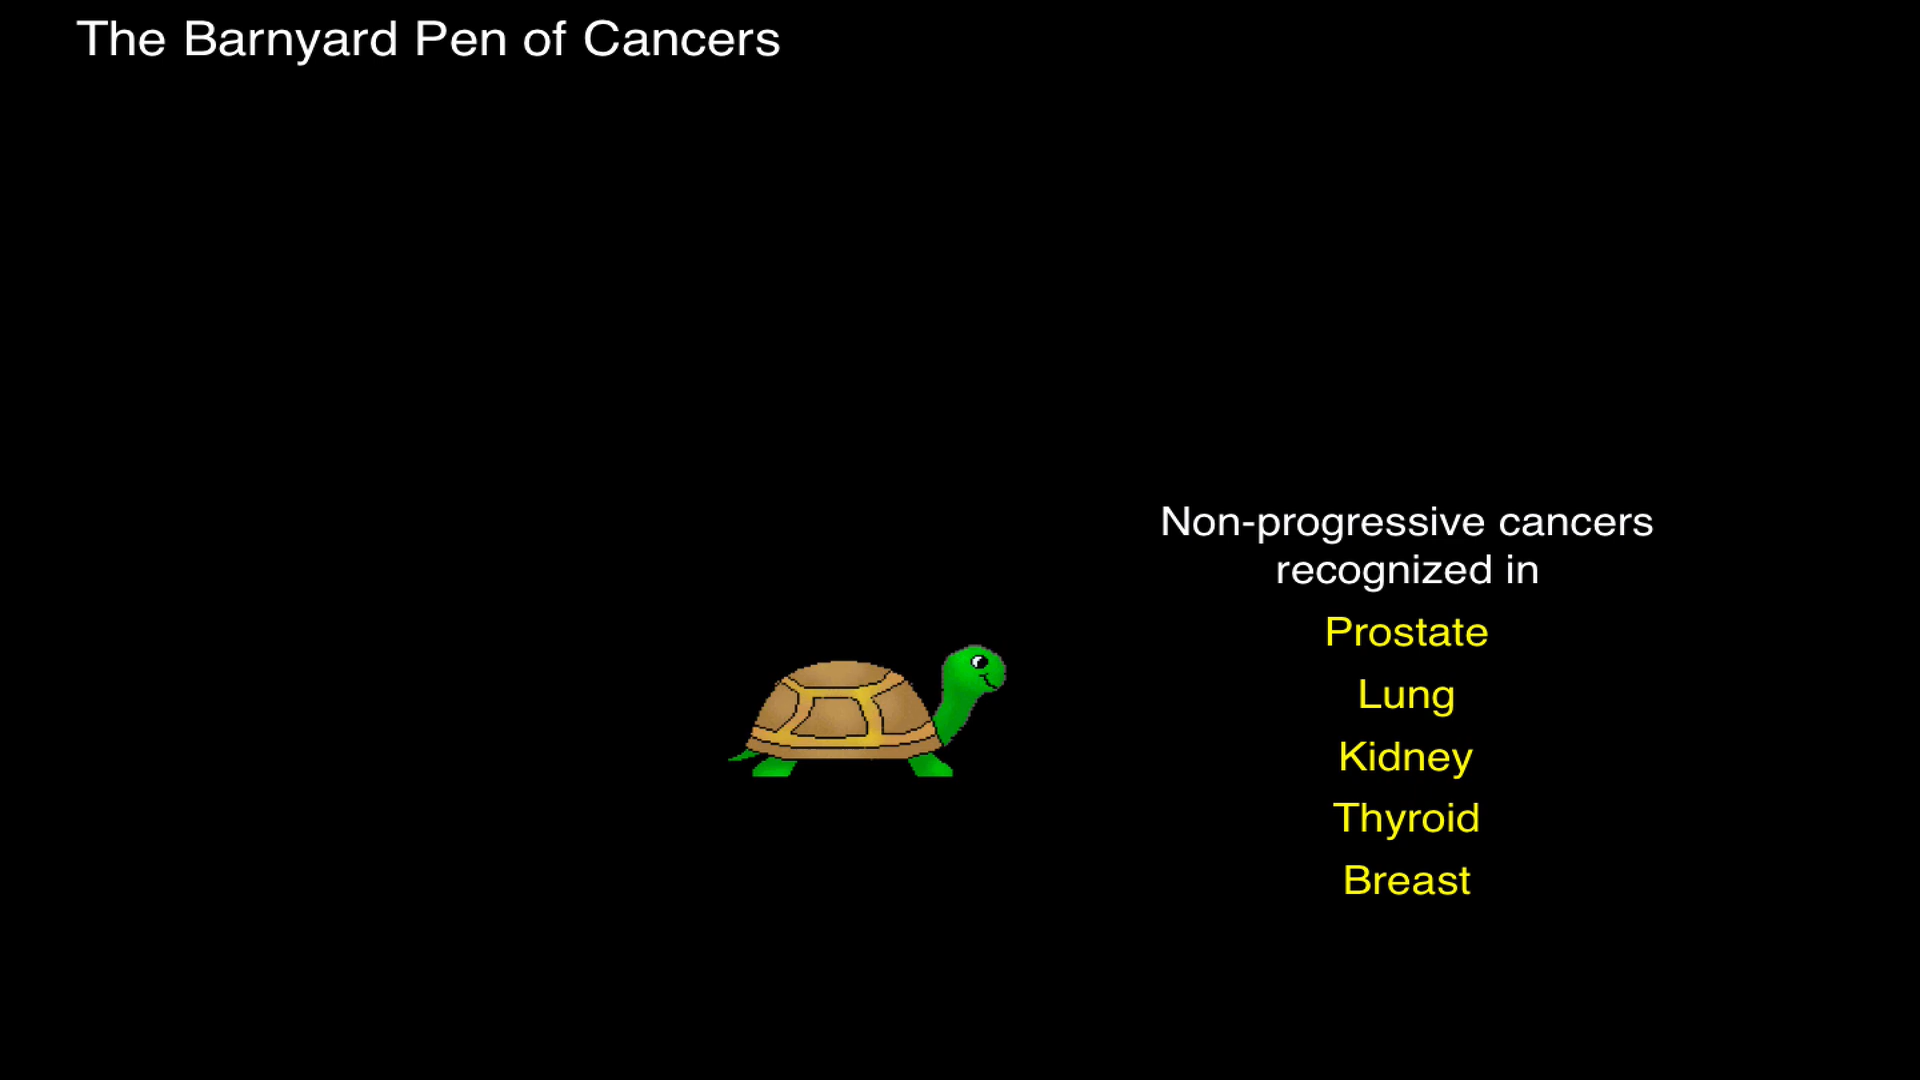 The Barnyard Pen of Cancers
Non-progressive cancers
recognized in
Prostate
Lung
Kidney
Thyroid
Breast